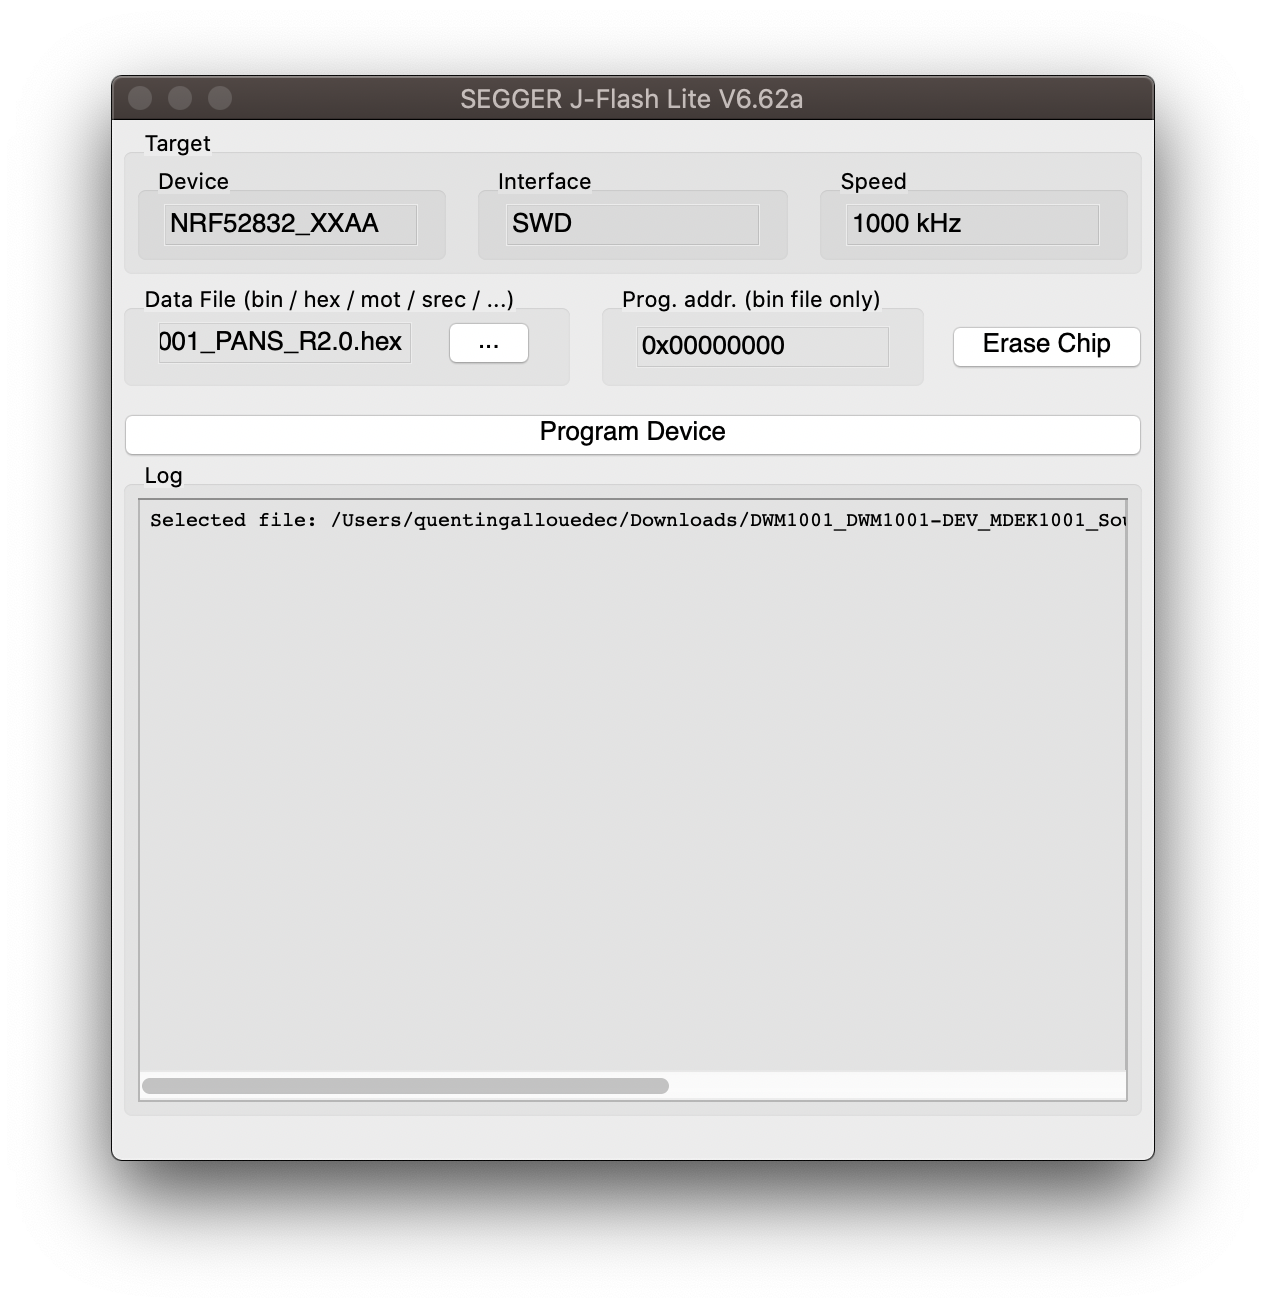 SEGGER J-Flash Lite V6.62a
Target
Device
Interface
Speed
NRF52832_XXAA
SWD
1000 kHz
Data File (bin / hex / mot / srec / ...)
Prog. addr. (bin file only)
001_PANS_R2.0.hex
...
0x00000000
Erase Chip
Program Device
Log
Selected file: /Users/quentingallouedec/Downloads/DWM1001_DWM1001-DEV_MDEK1001_Sou